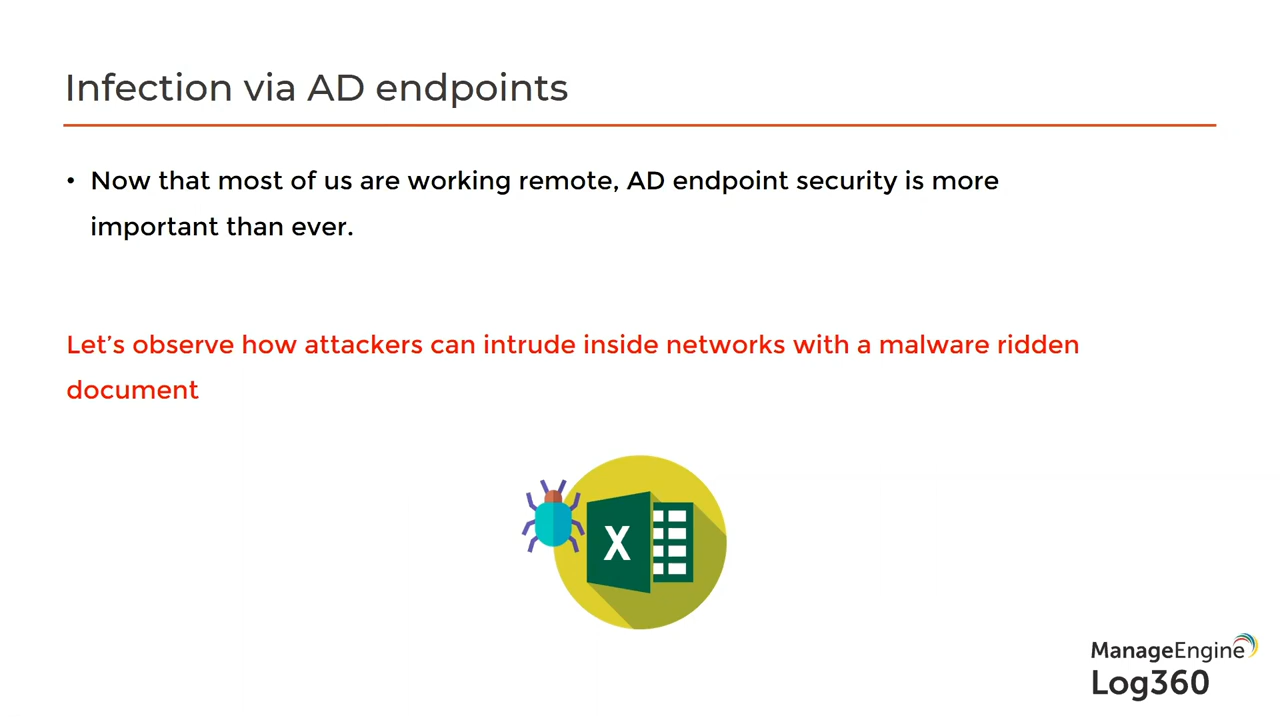 Infection via AD endpoints
• Now that most of us are working remote, AD endpoint security is more
important than ever.
Let's observe how attackers can intrude inside networks with a malware ridden
document
X
ManageEngine
Log360